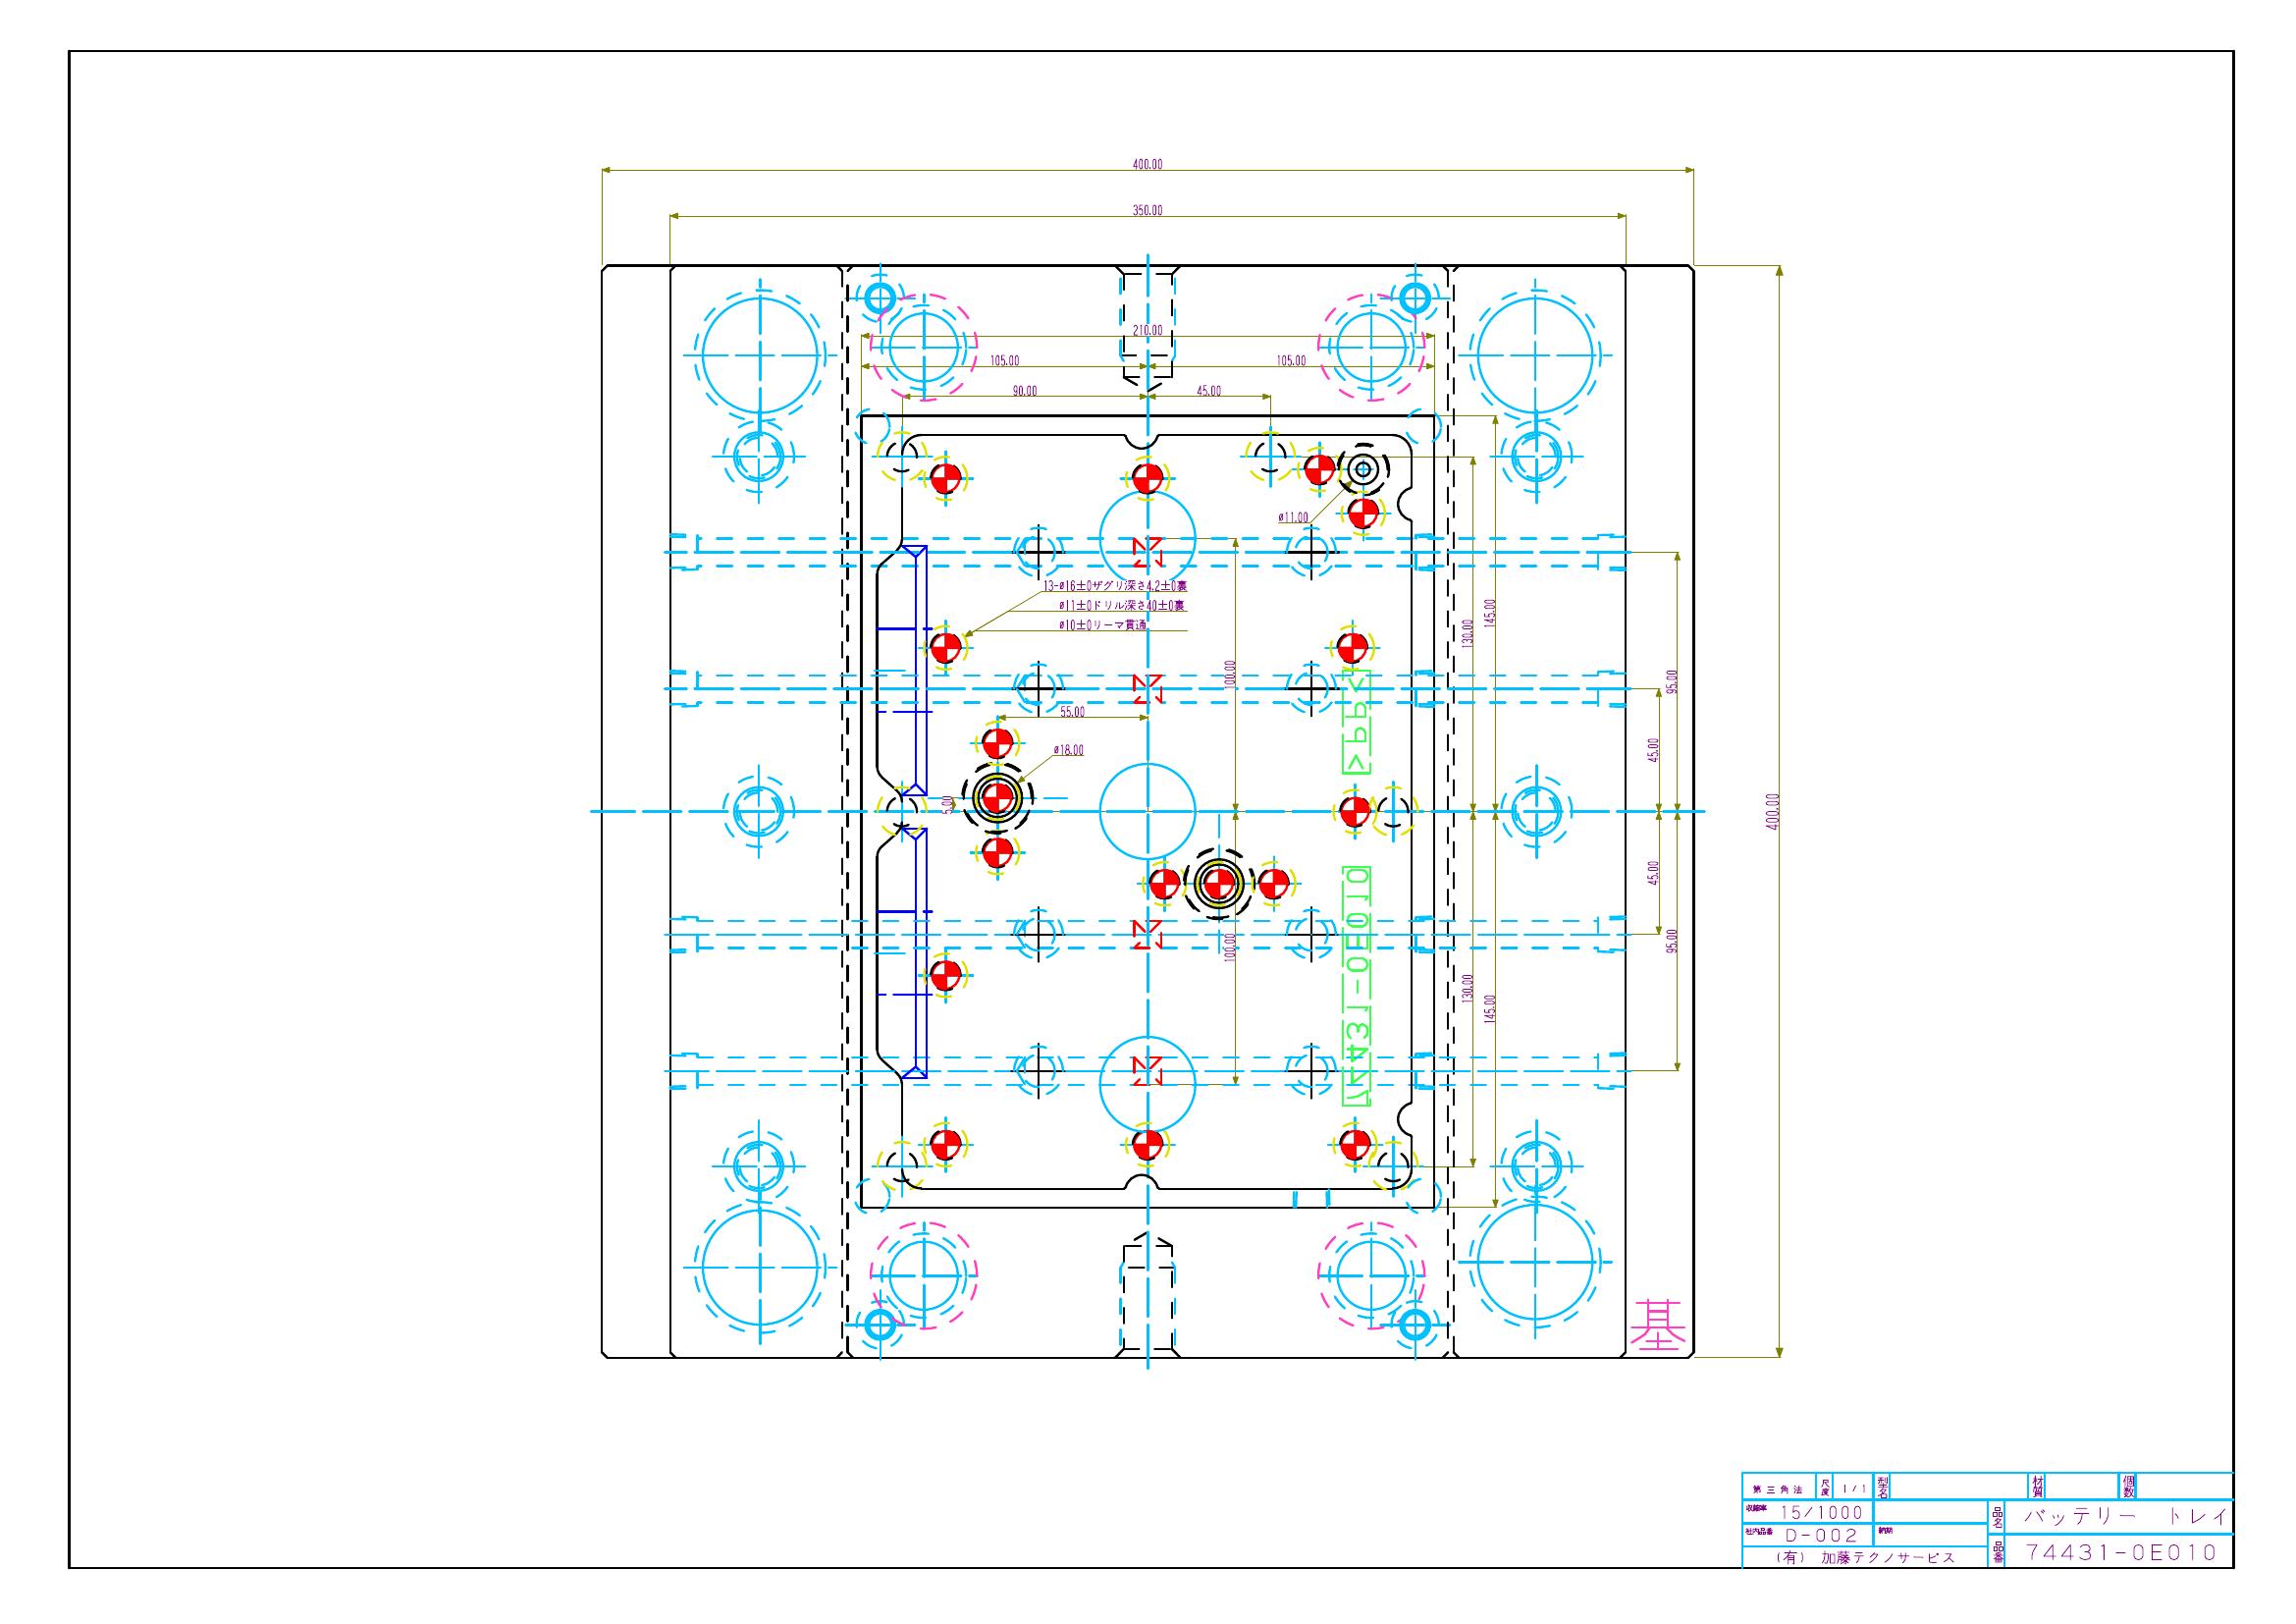 400.00
350.00
210.00
105.00
105.00
90.00
45.00
ø11.00
13-ø16±0ザグリ深さ4.2±0裏
ø11±0ドリル深さ40±0裏
ø10±0リーマ貫通
100.00
130.00
145.00
95.00
>PP<
55.00
45.00
ø18.00
5.00
400.00
45.00
74431-0E010
100.00
95.00
130.00
145.00
基
第三角法
尺度
1/1
型名
材質
個数
収縮率
15/1000
品名
バッテリー トレイ
社内品番
D-002
納期
(有) 加藤テクノサービス
品番
74431-0E010